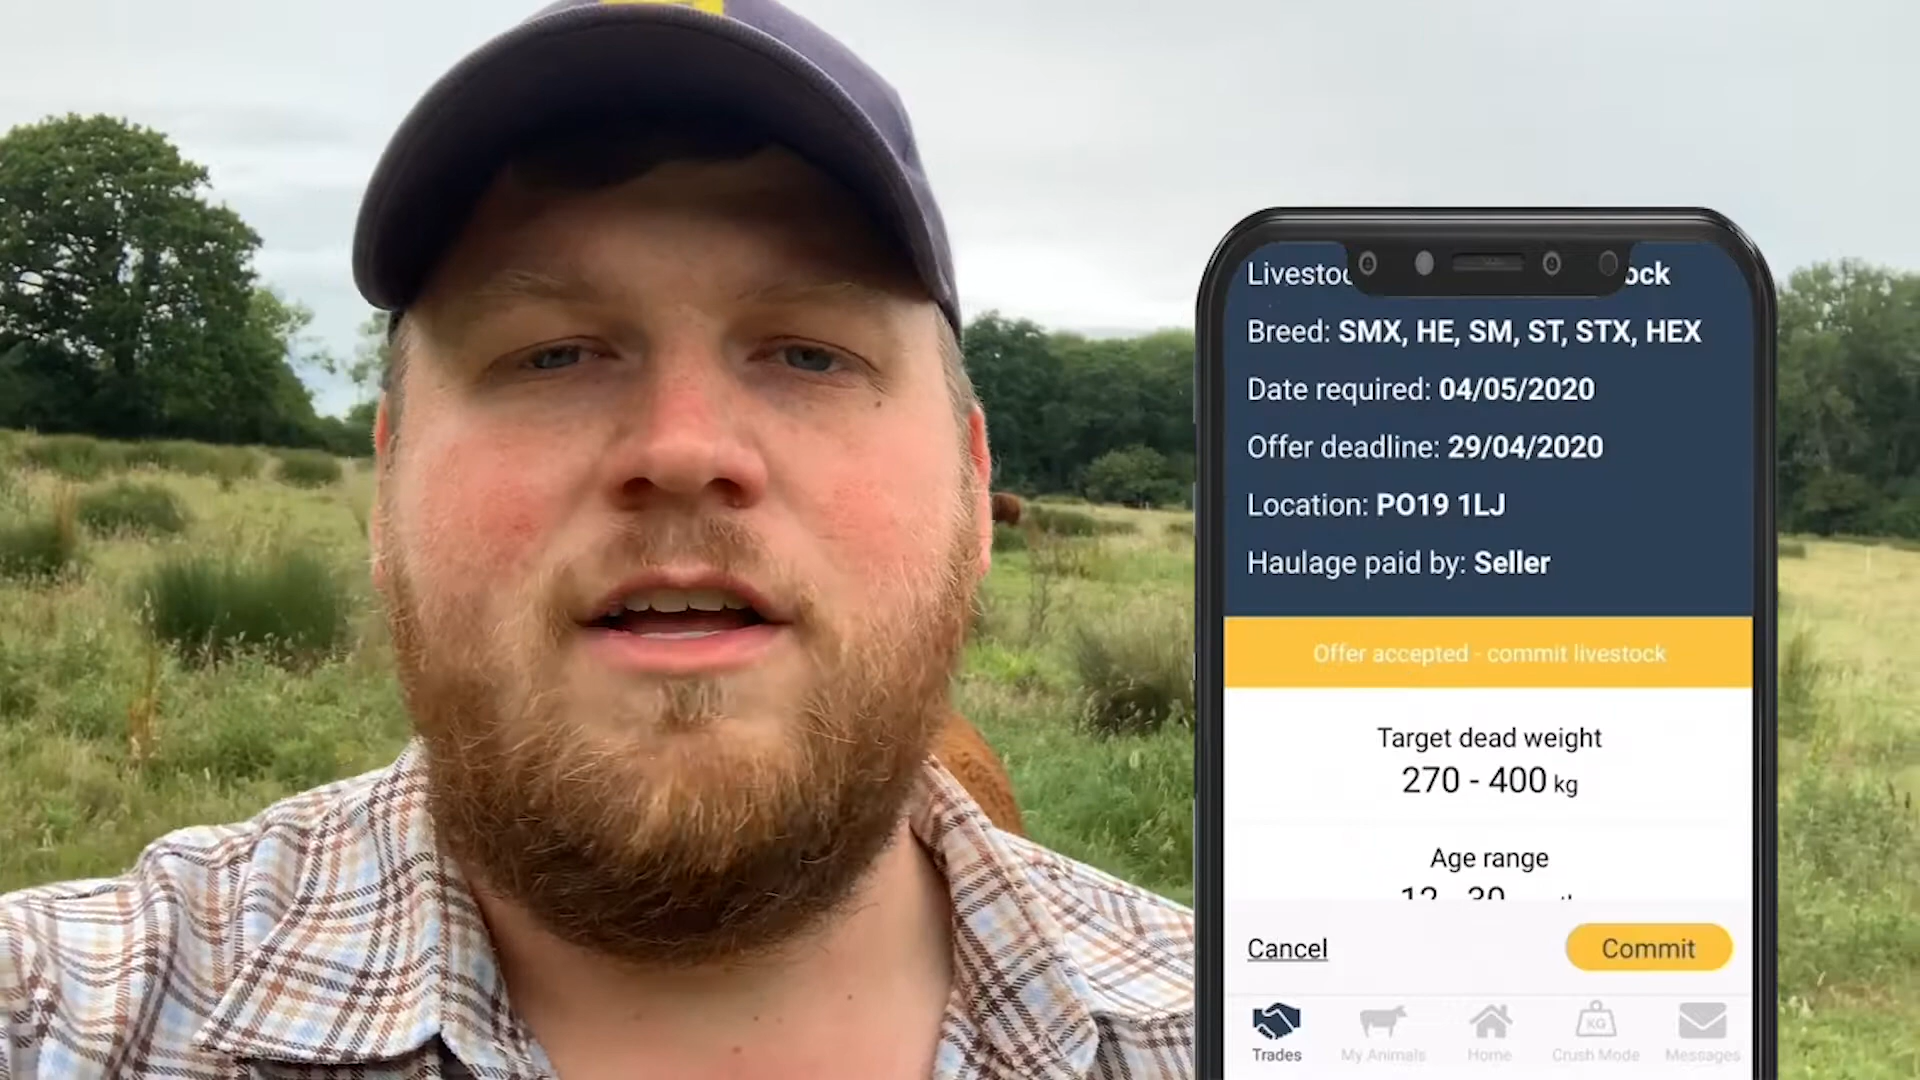 Breed: SMX, HE, SM, ST, STX, HEX
Date required: 04/05/2020
Offer deadline: 29/04/2020
Location: PO19 1LJ
Haulage paid by: Seller
Offer accepted - commit livestock
Target dead weight
270 - 400 kg
Age range
Cancel
Commit
KG
Trades
My Animals
Home
Crush Mode
Messages